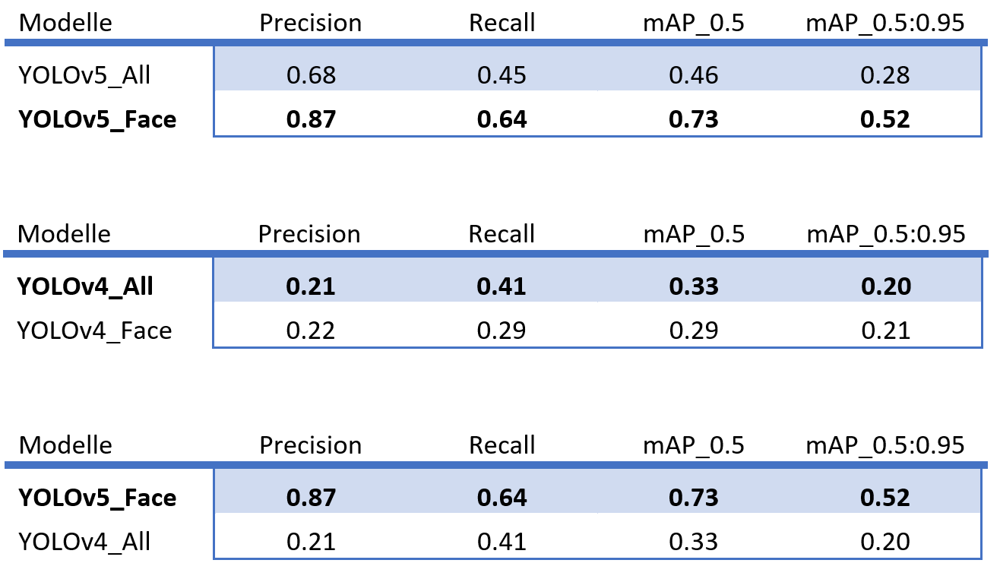 Modelle Precision Recall mAP_0.5 mAP_0.5:0.95
YOLOv5_All 0.68 0.45 0.46 0.28
YOLOv5_Face 0.87 0.64 0.73 0.52
Modelle Precision Recall mAP_0.5 mAP_0.5:0.95
YOLOv4_All 0.21 0.41 0.33 0.20
YOLOv4_Face 0.22 0.29 0.29 0.21
Modelle Precision Recall mAP_0.5 mAP_0.5:0.95
YOLOv5_Face 0.87 0.64 0.73 0.52
YOLOv4_All 0.21 0.41 0.33 0.20